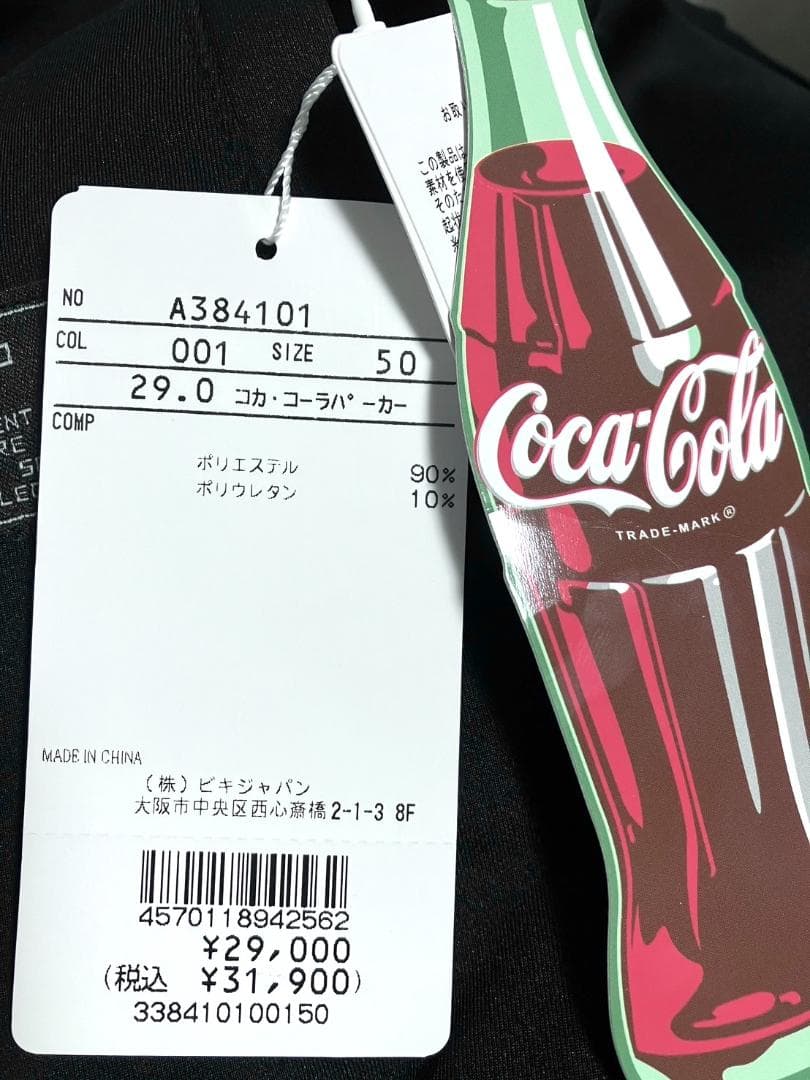 NO A384101
COL 001 SIZE 50
29.0 コカ・コーラパーカー
COMP
ポリエステル 90%
ポリウレタン 10%
MADE IN CHINA
(株)ビキジャパン
大阪市中央区西心斎橋2-1-3 8F
4570118942562
¥29,000
(税込 ¥31,900)
338410100150
この製品は
素材を使
そのた
起状
Coca-Cola
TRADE-MARK ®